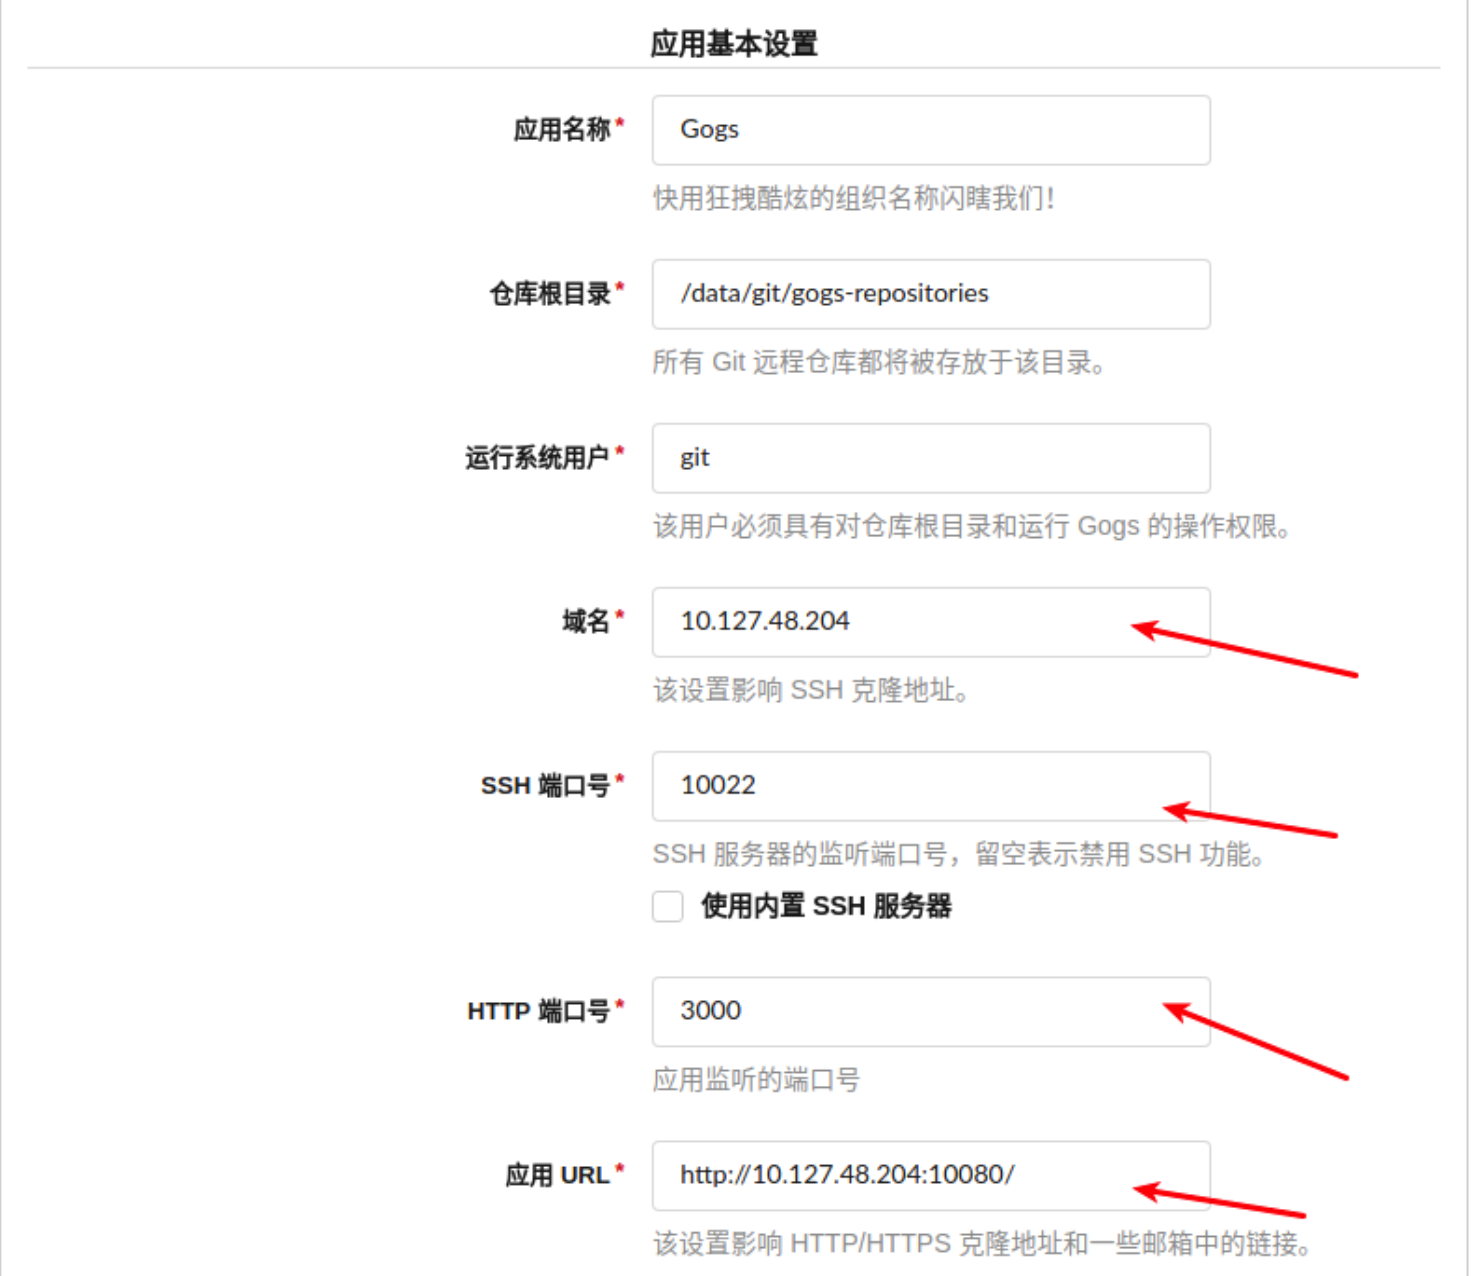 应用基本设置
应用名称*
Gogs
快用狂拽酷炫的组织名称闪瞎我们！
仓库根目录*
/data/git/gogs-repositories
所有 Git 远程仓库都将被存放于该目录。
运行系统用户*
git
该用户必须具有对仓库根目录和运行 Gogs 的操作权限。
域名*
10.127.48.204
该设置影响 SSH 克隆地址。
SSH 端口号*
10022
SSH 服务器的监听端口号，留空表示禁用 SSH 功能。
使用内置 SSH 服务器
HTTP 端口号*
3000
应用监听的端口号
应用 URL*
http://10.127.48.204:10080/
该设置影响 HTTP/HTTPS 克隆地址和一些邮箱中的链接。